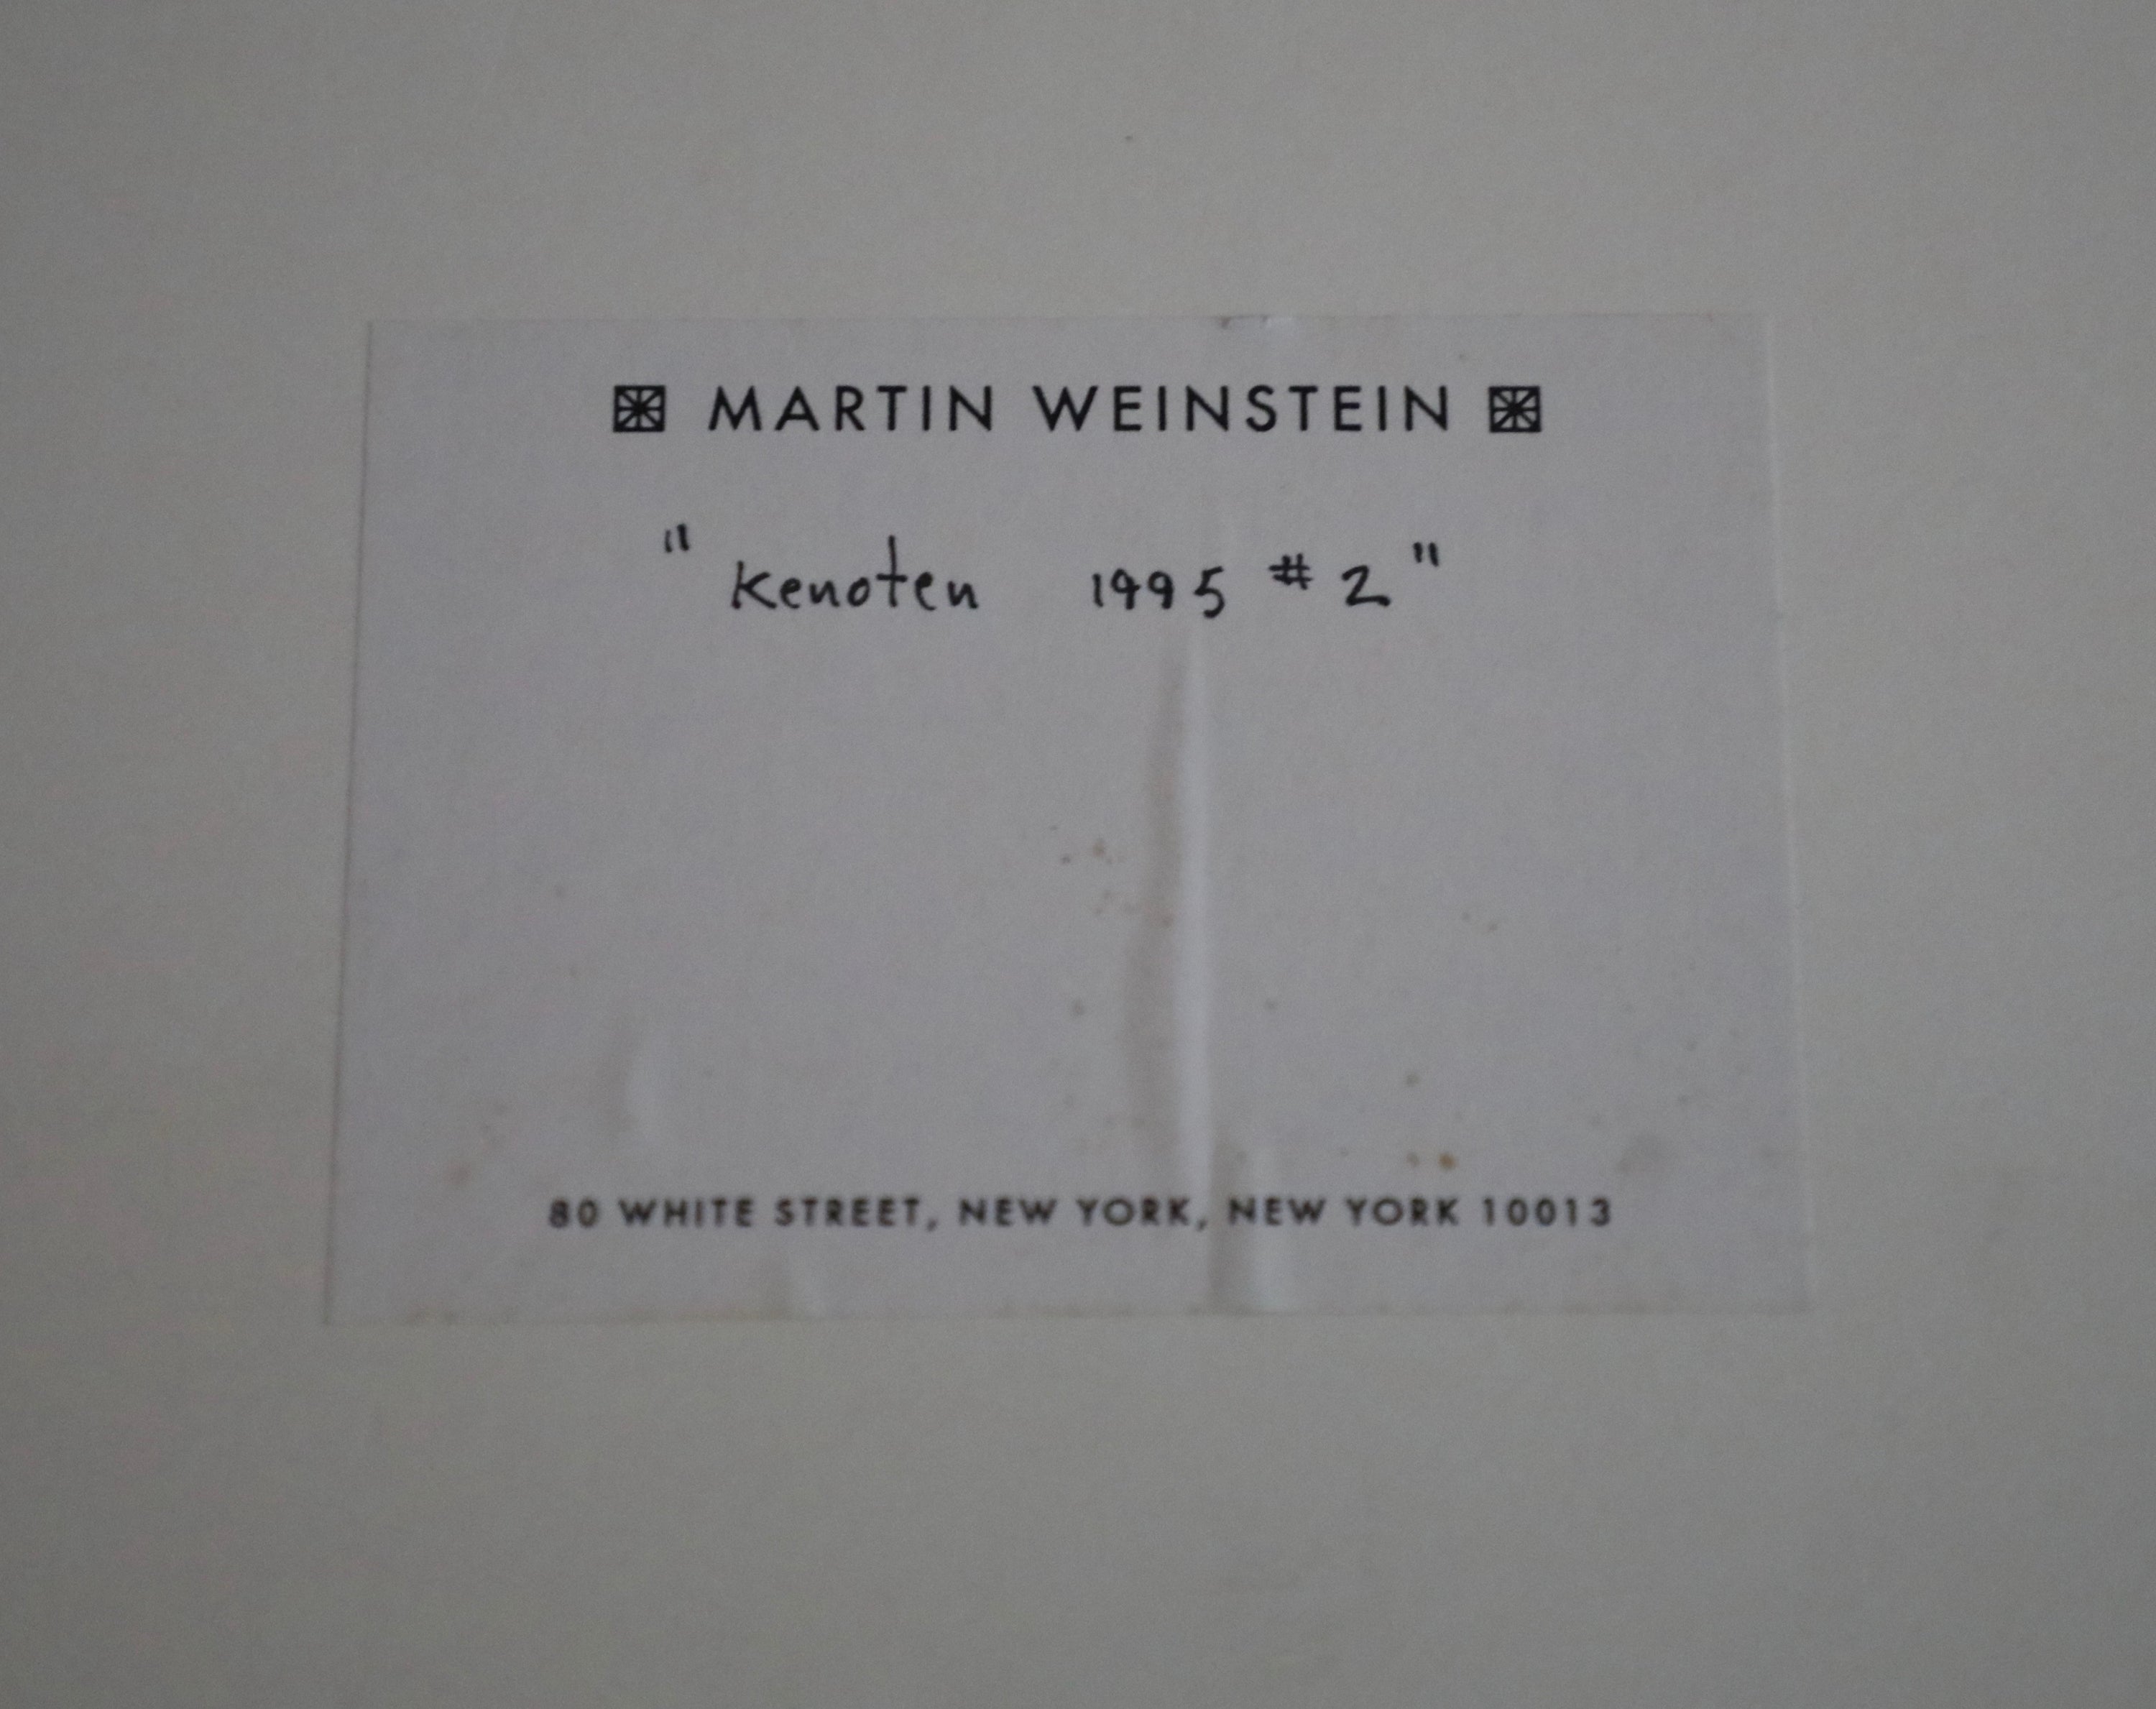 MARTIN WEINSTEIN
"Kenoten 1995 #2"
80 WHITE STREET, NEW YORK, NEW YORK 10013